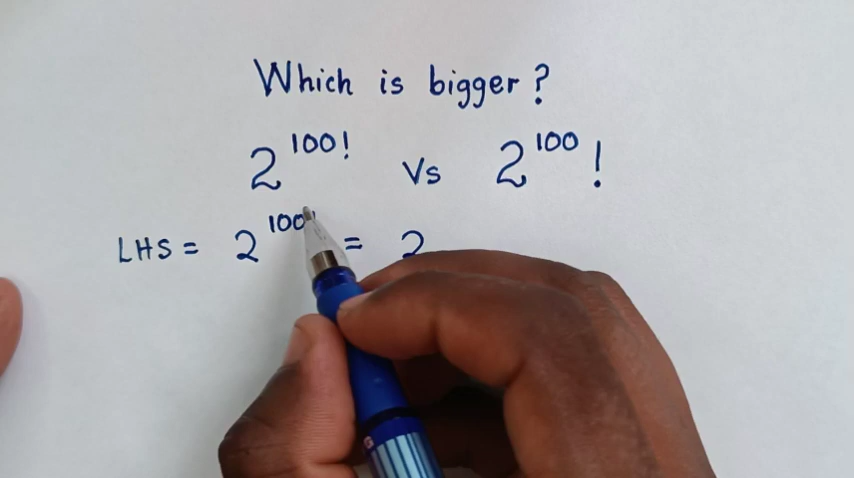 Which is bigger?
2^100! Vs 2^100 !
LHS = 2^100! = 2